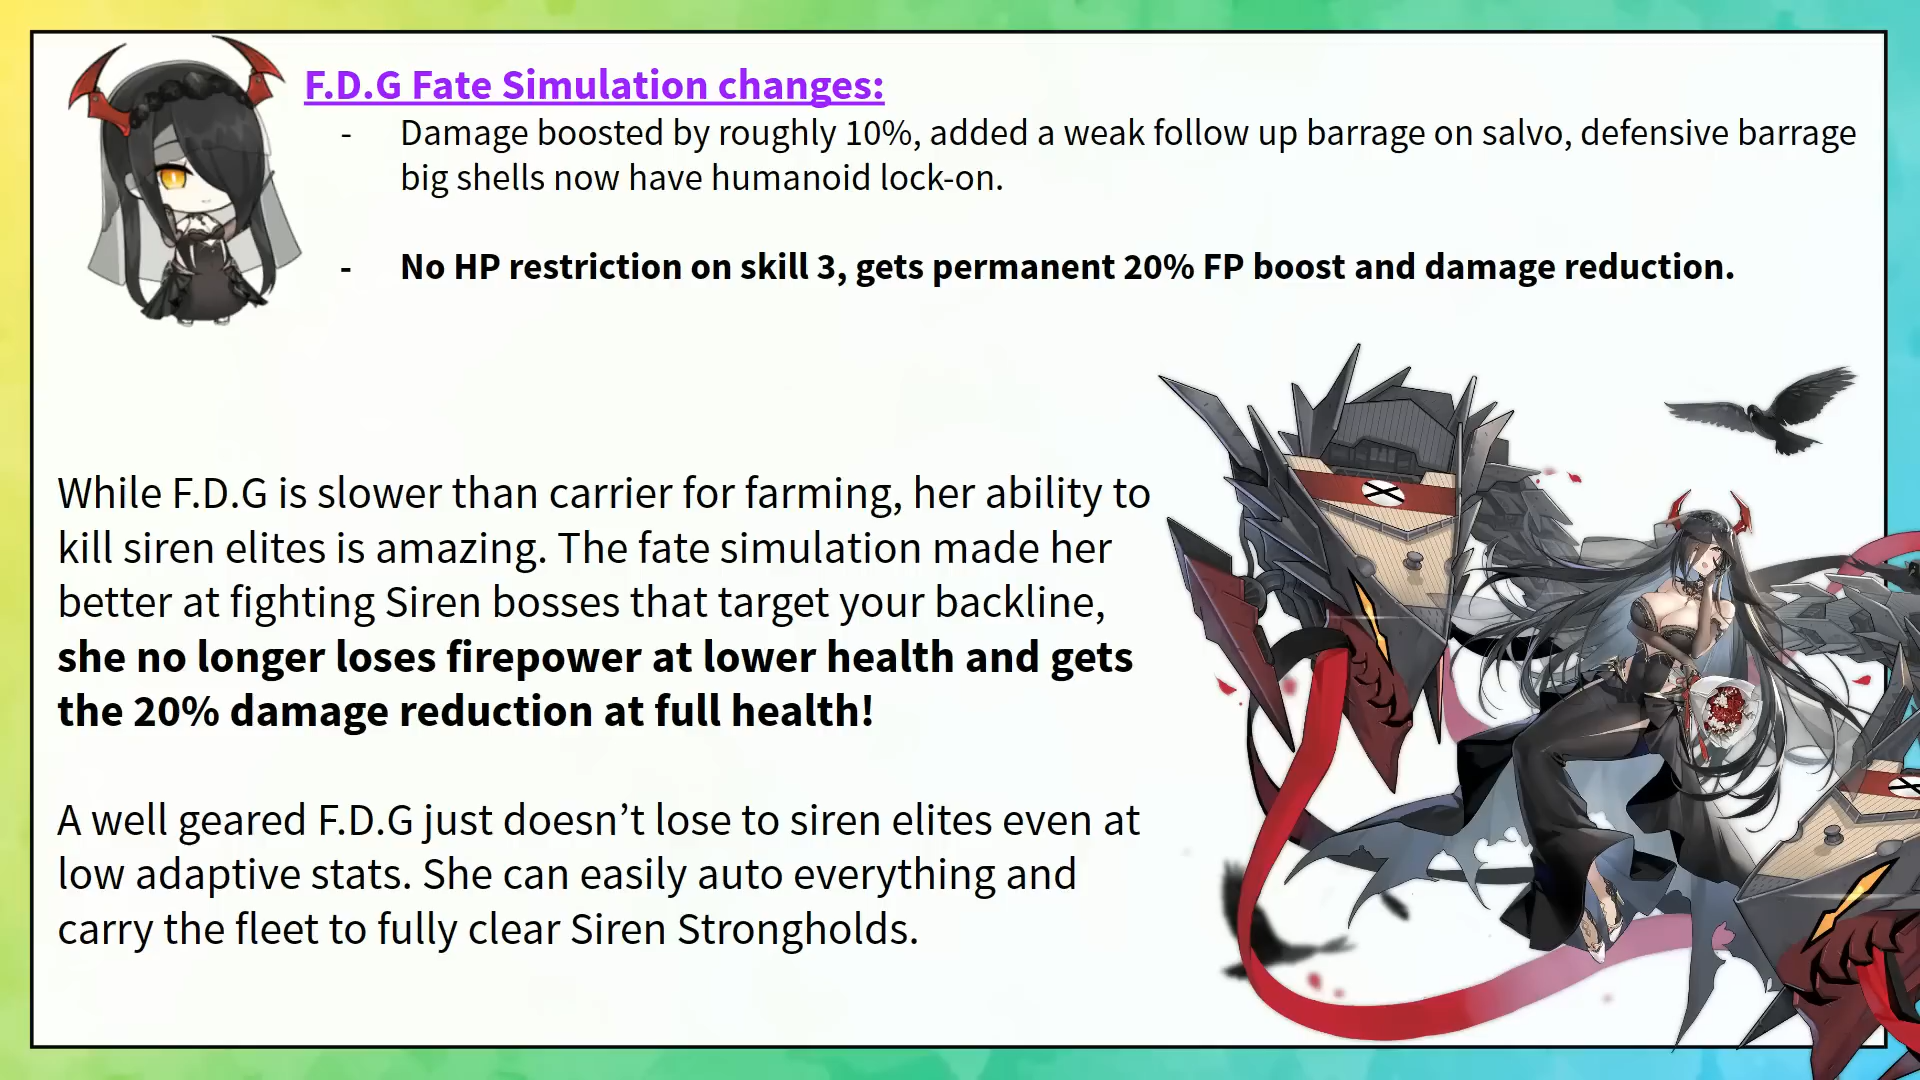 F.D.G Fate Simulation changes:
- Damage boosted by roughly 10%, added a weak follow up barrage on salvo, defensive barrage
big shells now have humanoid lock-on.
- No HP restriction on skill 3, gets permanent 20% FP boost and damage reduction.
While F.D.G is slower than carrier for farming, her ability to
kill siren elites is amazing. The fate simulation made her
better at fighting Siren bosses that target your backline,
she no longer loses firepower at lower health and gets
the 20% damage reduction at full health!
A well geared F.D.G just doesn’t lose to siren elites even at
low adaptive stats. She can easily auto everything and
carry the fleet to fully clear Siren Strongholds.